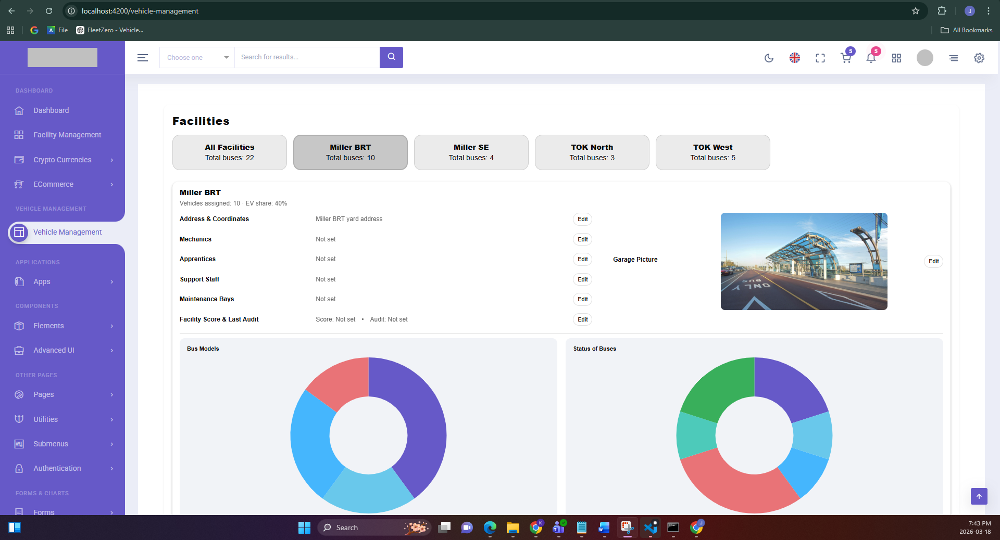 localhost:4200/vehicle-management
J
File
FleetZero - Vehicle...
All Bookmarks
Choose one
Search for results...
5
5
DASHBOARD
Dashboard
Facility Management
Crypto Currencies
ECommerce
VEHICLE MANAGEMENT
Vehicle Management
APPLICATIONS
Apps
COMPONENTS
Elements
Advanced UI
OTHER PAGES
Pages
Utilities
Submenus
Authentication
FORMS & CHARTS
Forms
Facilities
All Facilities
Total buses: 22
Miller BRT
Total buses: 10
Miller SE
Total buses: 4
TOK North
Total buses: 3
TOK West
Total buses: 5
Miller BRT
Vehicles assigned: 10 · EV share: 40%
Address & Coordinates Miller BRT yard address Edit
Mechanics Not set Edit
Apprentices Not set Edit
Support Staff Not set Edit
Maintenance Bays Not set Edit
Facility Score & Last Audit Score: Not set • Audit: Not set Edit
Garage Picture
BUS
ONLY
Edit
Bus Models
Status of Buses
Search
K
J
7:43 PM
2026-03-18